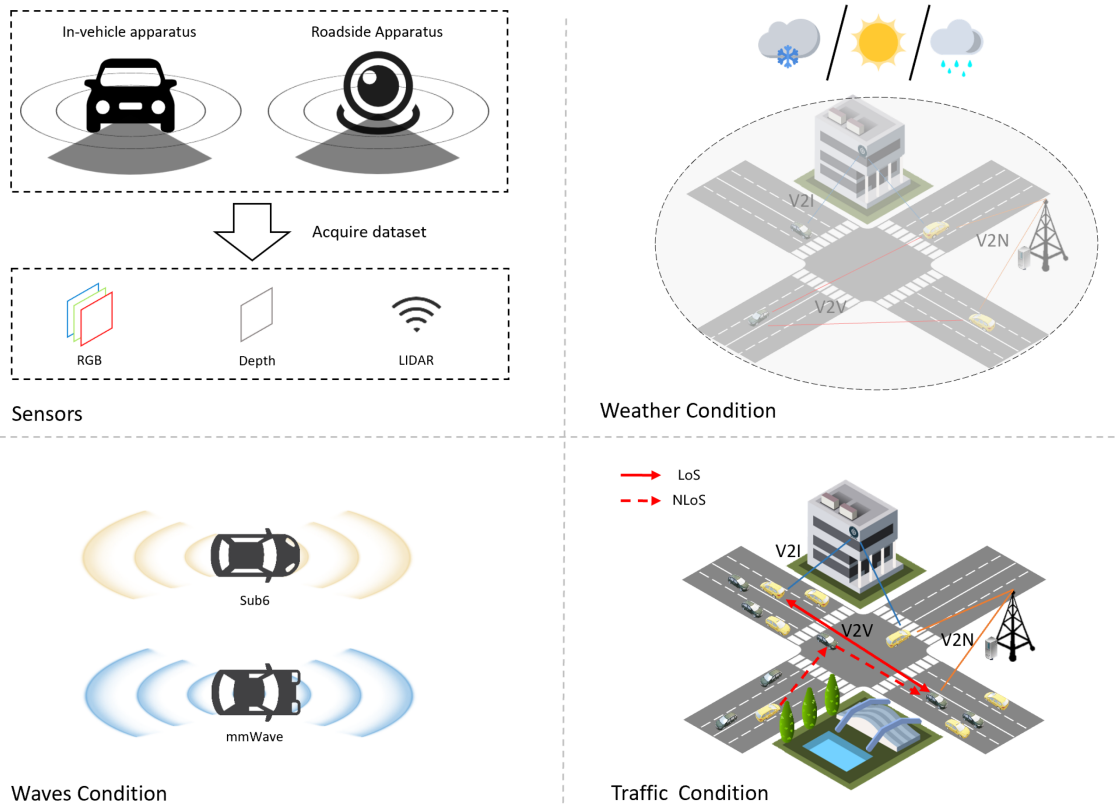 In-vehicle apparatus
Roadside Apparatus
Acquire dataset
RGB
Depth
LIDAR
Sensors
V2I
V2N
V2V
Weather Condition
Sub6
mmWave
Waves Condition
LoS
NLoS
V2I
V2V
V2N
Traffic Condition